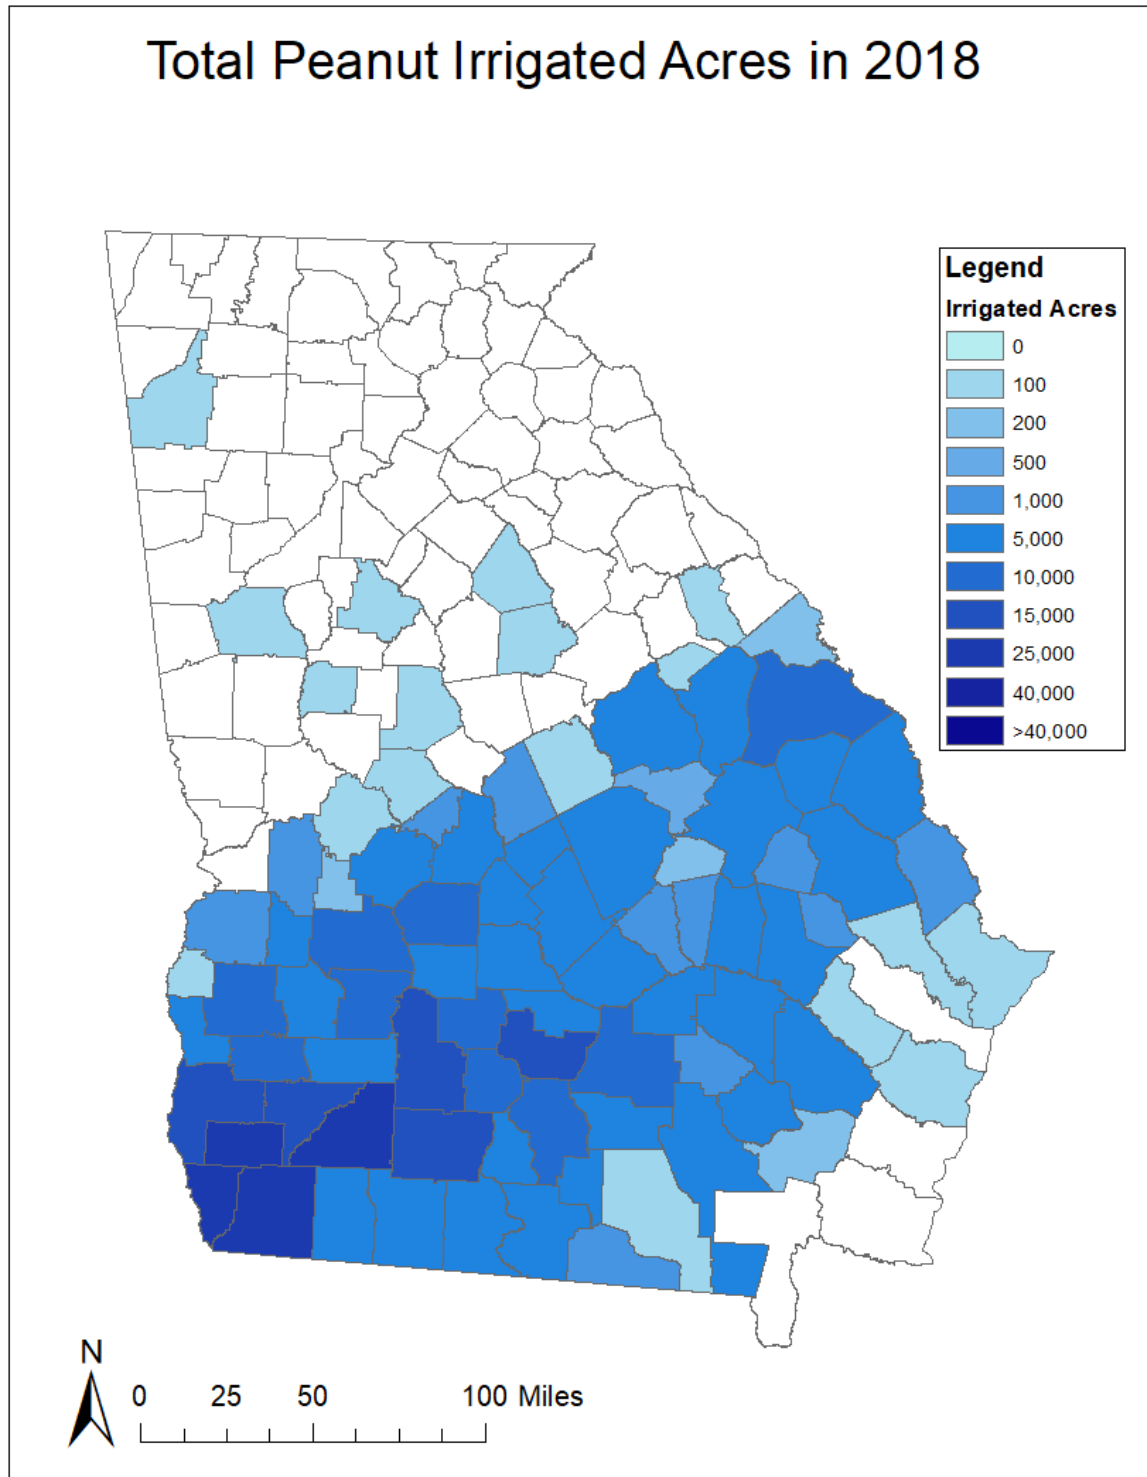 Total Peanut Irrigated Acres in 2018
Legend
Irrigated Acres
0
100
200
500
1,000
5,000
10,000
15,000
25,000
40,000
>40,000
N
0 25 50 100 Miles